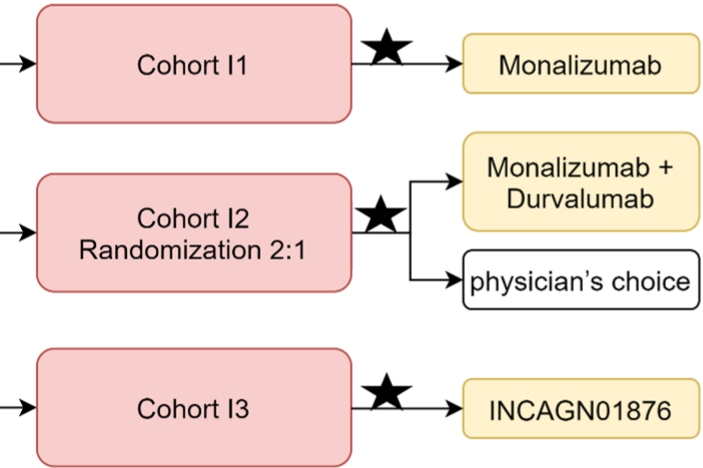 Cohort I1
Monalizumab
Cohort I2
Randomization 2:1
Monalizumab +
Durvalumab
physician's choice
Cohort I3
INCAGN01876